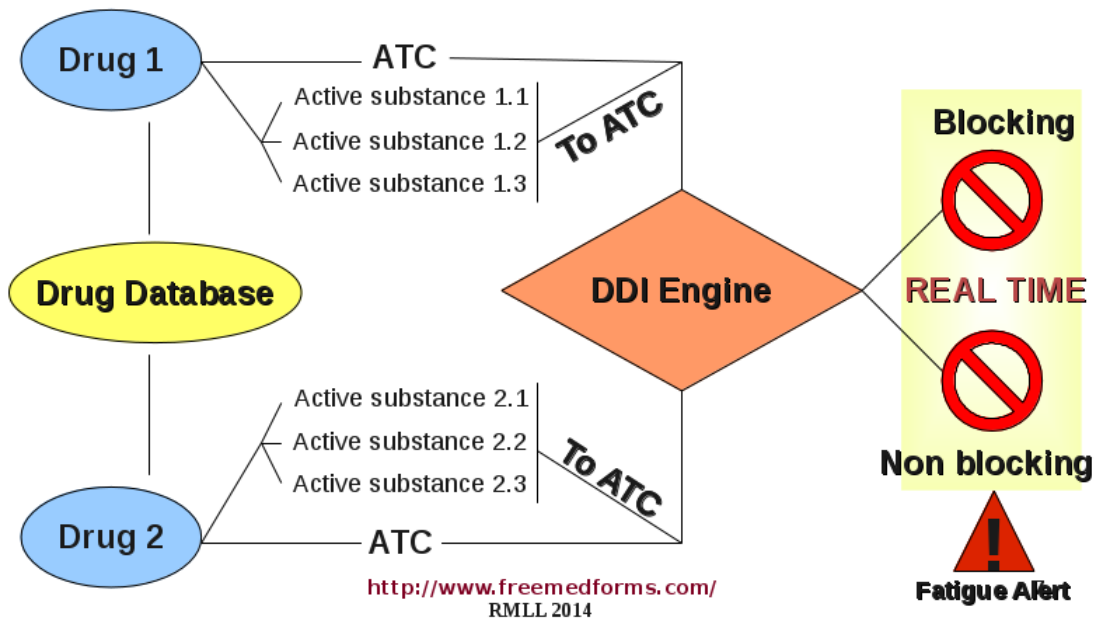 Drug 1
ATC
Active substance 1.1
Active substance 1.2
Active substance 1.3
To ATC
Blocking
Drug Database
DDI Engine
REAL TIME
Active substance 2.1
Active substance 2.2
Active substance 2.3
To ATC
Non blocking
Drug 2
ATC
!
Fatigue Alert
http://www.freemedforms.com/
RMLL 2014